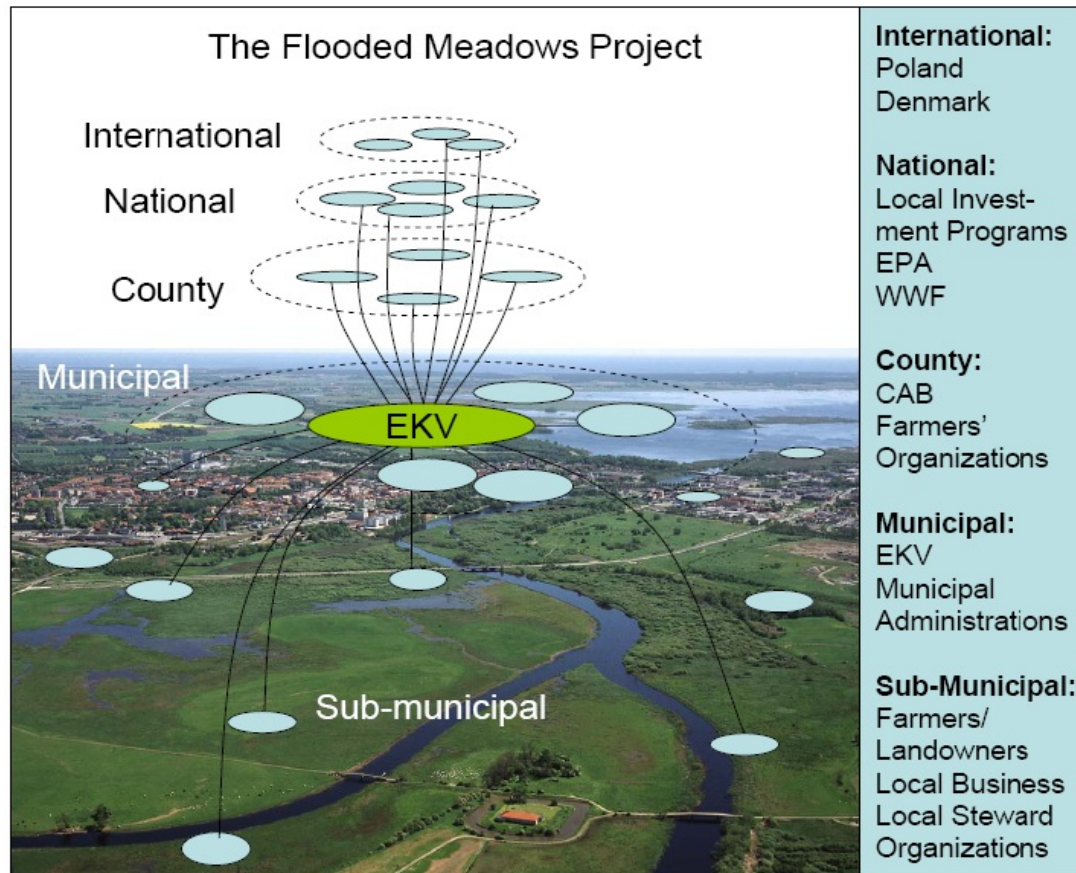 The Flooded Meadows Project
International
National
County
Municipal
EKV
Sub-municipal
International:
Poland
Denmark
National:
Local Invest-
ment Programs
EPA
WWF
County:
CAB
Farmers'
Organizations
Municipal:
EKV
Municipal
Administrations
Sub-Municipal:
Farmers/
Landowners
Local Business
Local Steward
Organizations